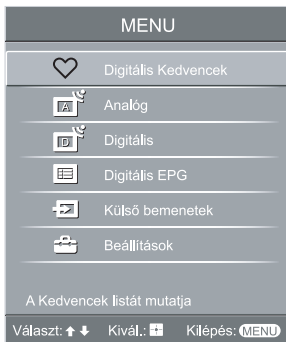 MENU
Digitális Kedvencek
A Analóg
D Digitális
Digitális EPG
Külső bemenetek
Beállítások
A Kedvencek listát mutatja
Választ: Kivál.: Kilépés: MENU